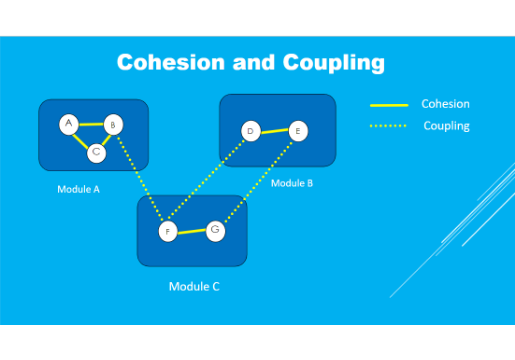 Cohesion and Coupling
Cohesion
Coupling
A
B
C
Module A
D
E
Module B
F
G
Module C